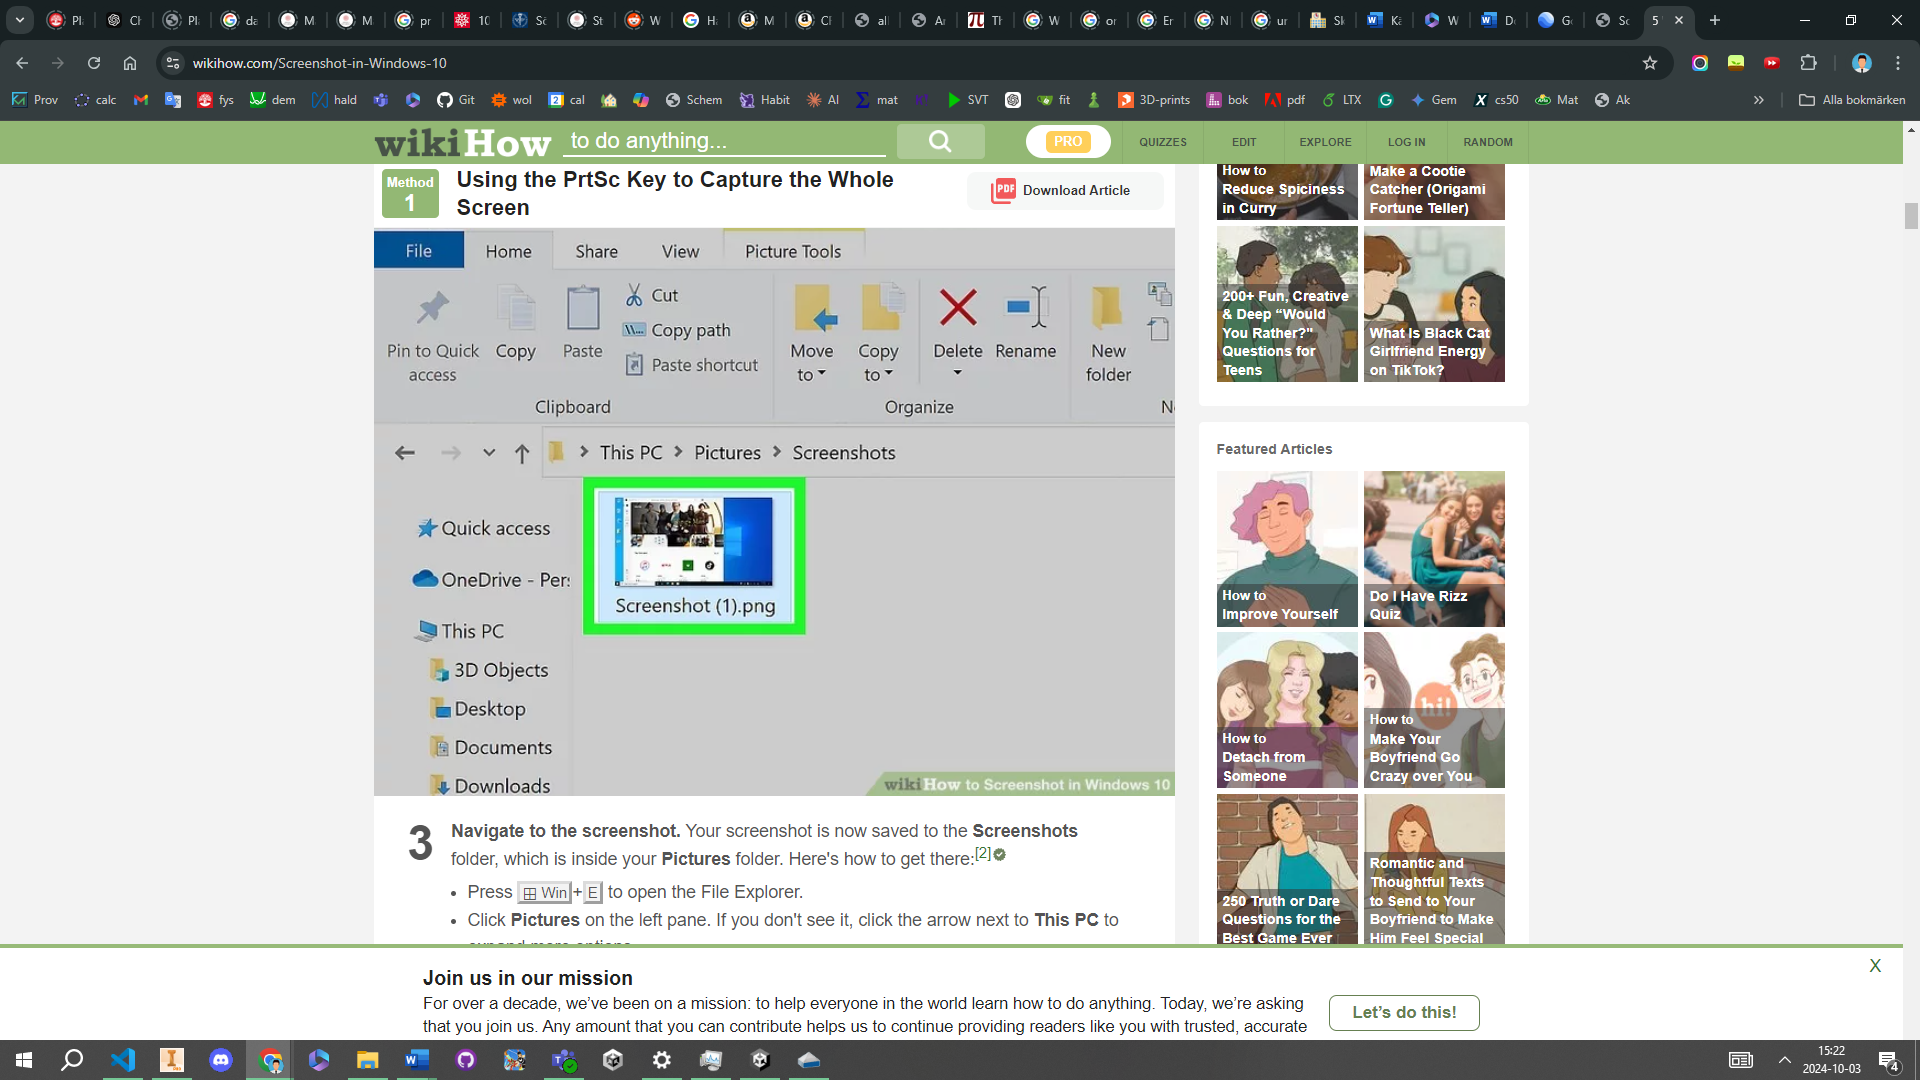 Pl
Ch
Pl
da
M
M
pr
10
Sc
St
W
Ha
M
Cl
all
Ar
Th
W
or
Er
N
ur
Sk
Ka
W
D
Go
Sc
5
wikihow.com/Screenshot-in-Windows-10
Prov calc fys dem hald Git wol cal Schem Habit AI mat SVT fit 3D-prints bok pdf LTX Gem cs50 Mat Ak » Alla bokmärken
wikiHow to do anything... PRO QUIZZES EDIT EXPLORE LOG IN RANDOM
Method
1
Using the PrtSc Key to Capture the Whole
Screen
PDF Download Article
File Home Share View Picture Tools
Pin to Quick
access
Copy
Paste
Cut
Copy path
Paste shortcut
Move
to
Copy
to
Delete
Rename
New
folder
Clipboard
Organize
This PC > Pictures > Screenshots
Quick access
OneDrive - Per
This PC
3D Objects
Desktop
Documents
Downloads
Screenshot (1).png
wikiHow to Screenshot in Windows 10
3 Navigate to the screenshot. Your screenshot is now saved to the Screenshots
folder, which is inside your Pictures folder. Here's how to get there:[2]
• Press Win+E to open the File Explorer.
• Click Pictures on the left pane. If you don't see it, click the arrow next to This PC to
expand more options.
How to
Reduce Spiciness
in Curry
Make a Cootie
Catcher (Origami
Fortune Teller)
200+ Fun, Creative
& Deep “Would
You Rather?"
Questions for
Teens
What Is Black Cat
Girlfriend Energy
on TikTok?
Featured Articles
How to
Improve Yourself
Do I Have Rizz
Quiz
How to
Detach from
Someone
hi!
How to
Make Your
Boyfriend Go
Crazy over You
250 Truth or Dare
Questions for the
Best Game Ever
Romantic and
Thoughtful Texts
to Send to Your
Boyfriend to Make
Him Feel Special
Join us in our mission
X
For over a decade, we’ve been on a mission: to help everyone in the world learn how to do anything. Today, we’re asking
that you join us. Any amount that you can contribute helps us to continue providing readers like you with trusted, accurate
Let’s do this!
15:22
2024-10-03
4